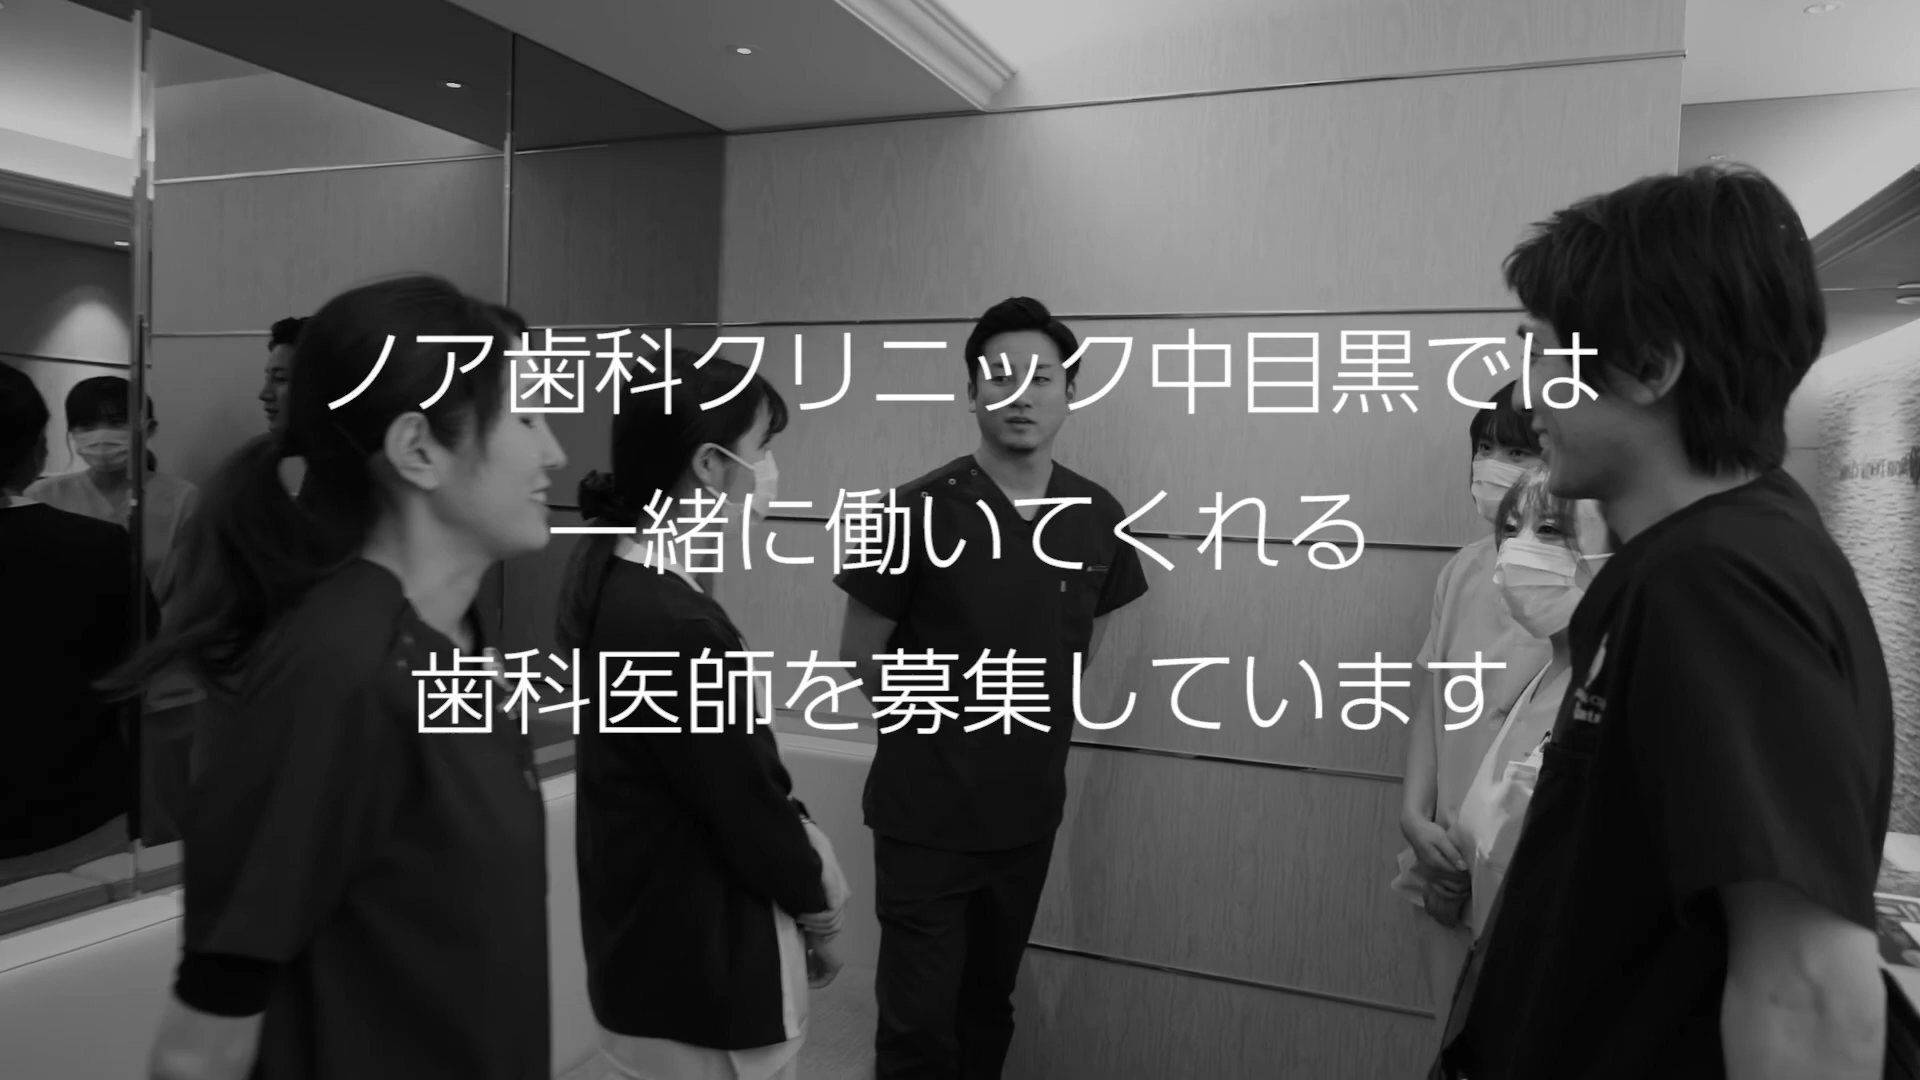 ノア歯科クリニック中目黒では
一緒に働いてくれる
歯科医師を募集しています